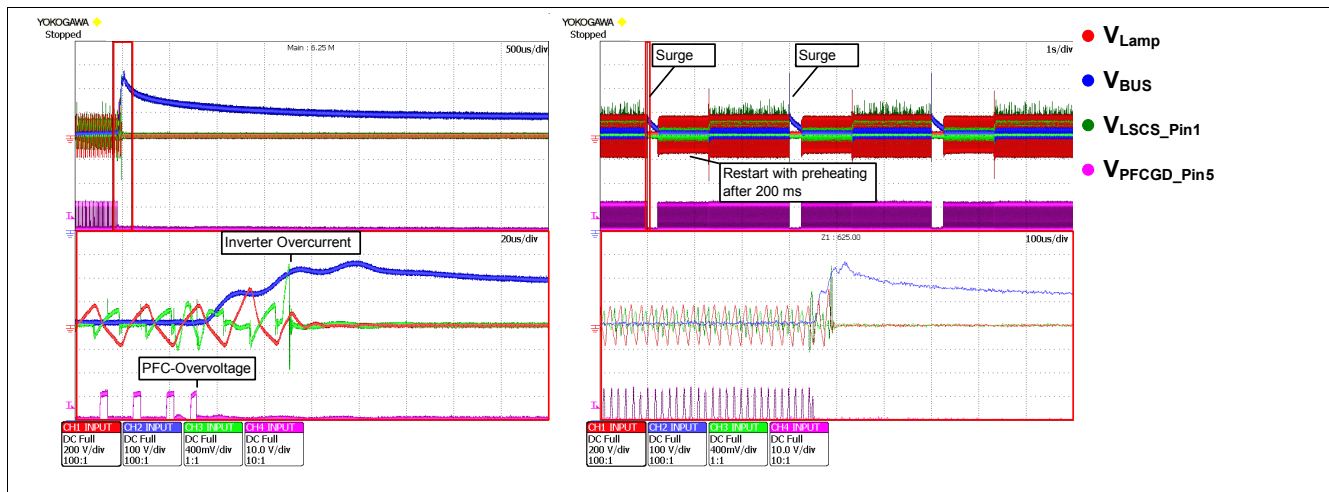 YOKOGAWA
Stopped
Main : 6.25 M
500us/div
Inverter Overcurrent
20us/div
PFC-Overvoltage
CH1 INPUT
DC Full
200 V/div
100:1
CH2 INPUT
DC Full
100 V/div
100:1
CH3 INPUT
DC Full
400mV/div
1:1
CH4 INPUT
DC Full
10.0 V/div
10:1
YOKOGAWA
Stopped
1s/div
Surge
Surge
Restart with preheating
after 200 ms
Z1 : 625.00
100us/div
CH1 INPUT
DC Full
200 V/div
100:1
CH2 INPUT
DC Full
100 V/div
100:1
CH3 INPUT
DC Full
400mV/div
1:1
CH4 INPUT
DC Full
10.0 V/div
10:1
VLamp
VBUS
VLSCS_Pin1
VPFCGD_Pin5